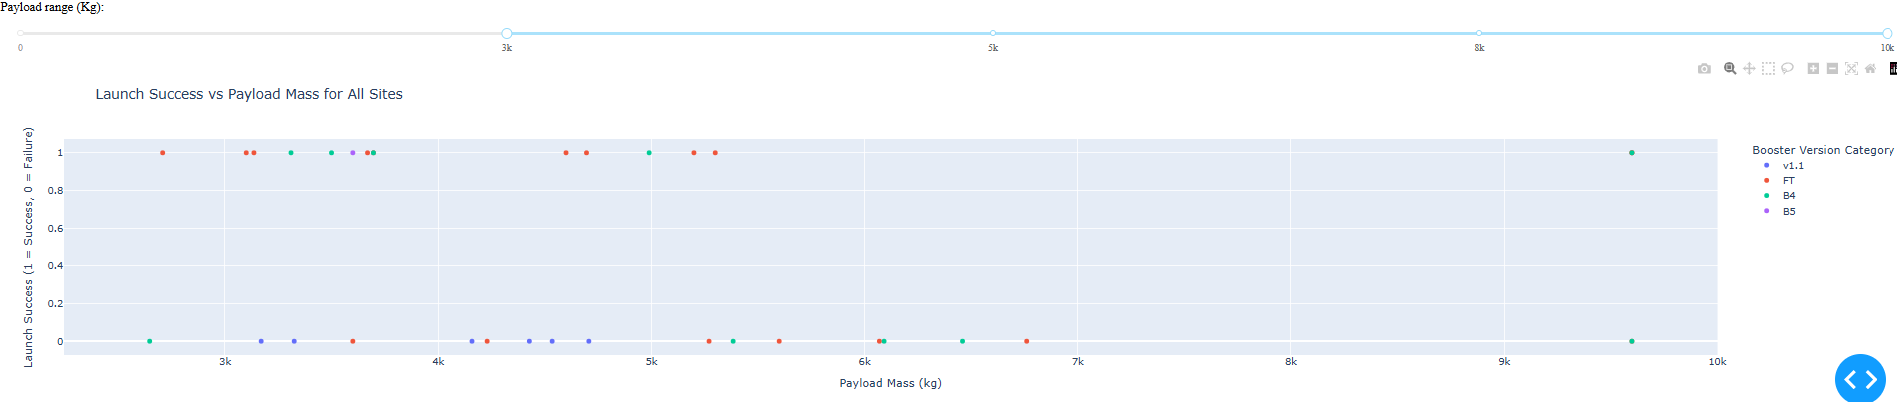 Payload range (Kg):
0 3k 5k 8k 10k
Launch Success vs Payload Mass for All Sites
Launch Success (1 = Success, 0 = Failure)
1
0.8
0.6
0.4
0.2
0
3k 4k 5k 6k 7k 8k 9k 10k
Payload Mass (kg)
Booster Version Category
v1.1
FT
B4
B5